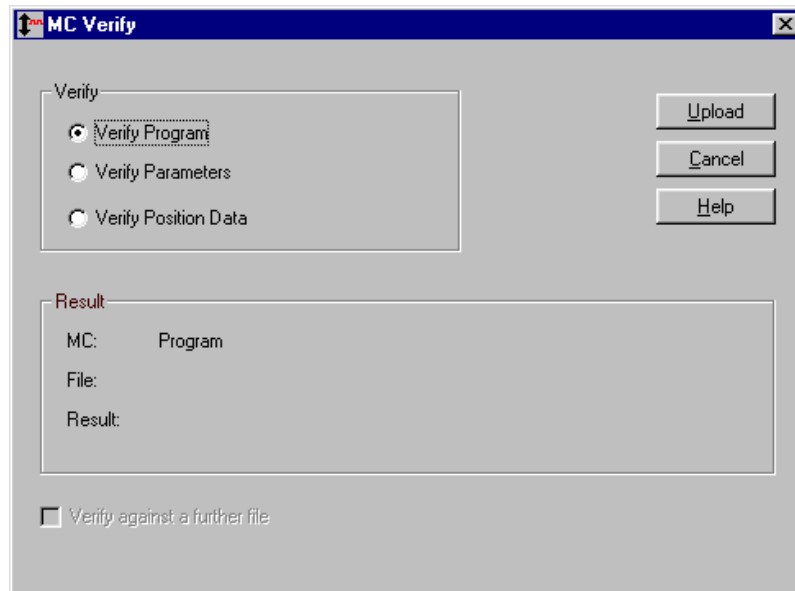 MC Verify
Verify
Verify Program
Verify Parameters
Verify Position Data
Upload
Cancel
Help
Result
MC: Program
File:
Result:
Verify against a further file